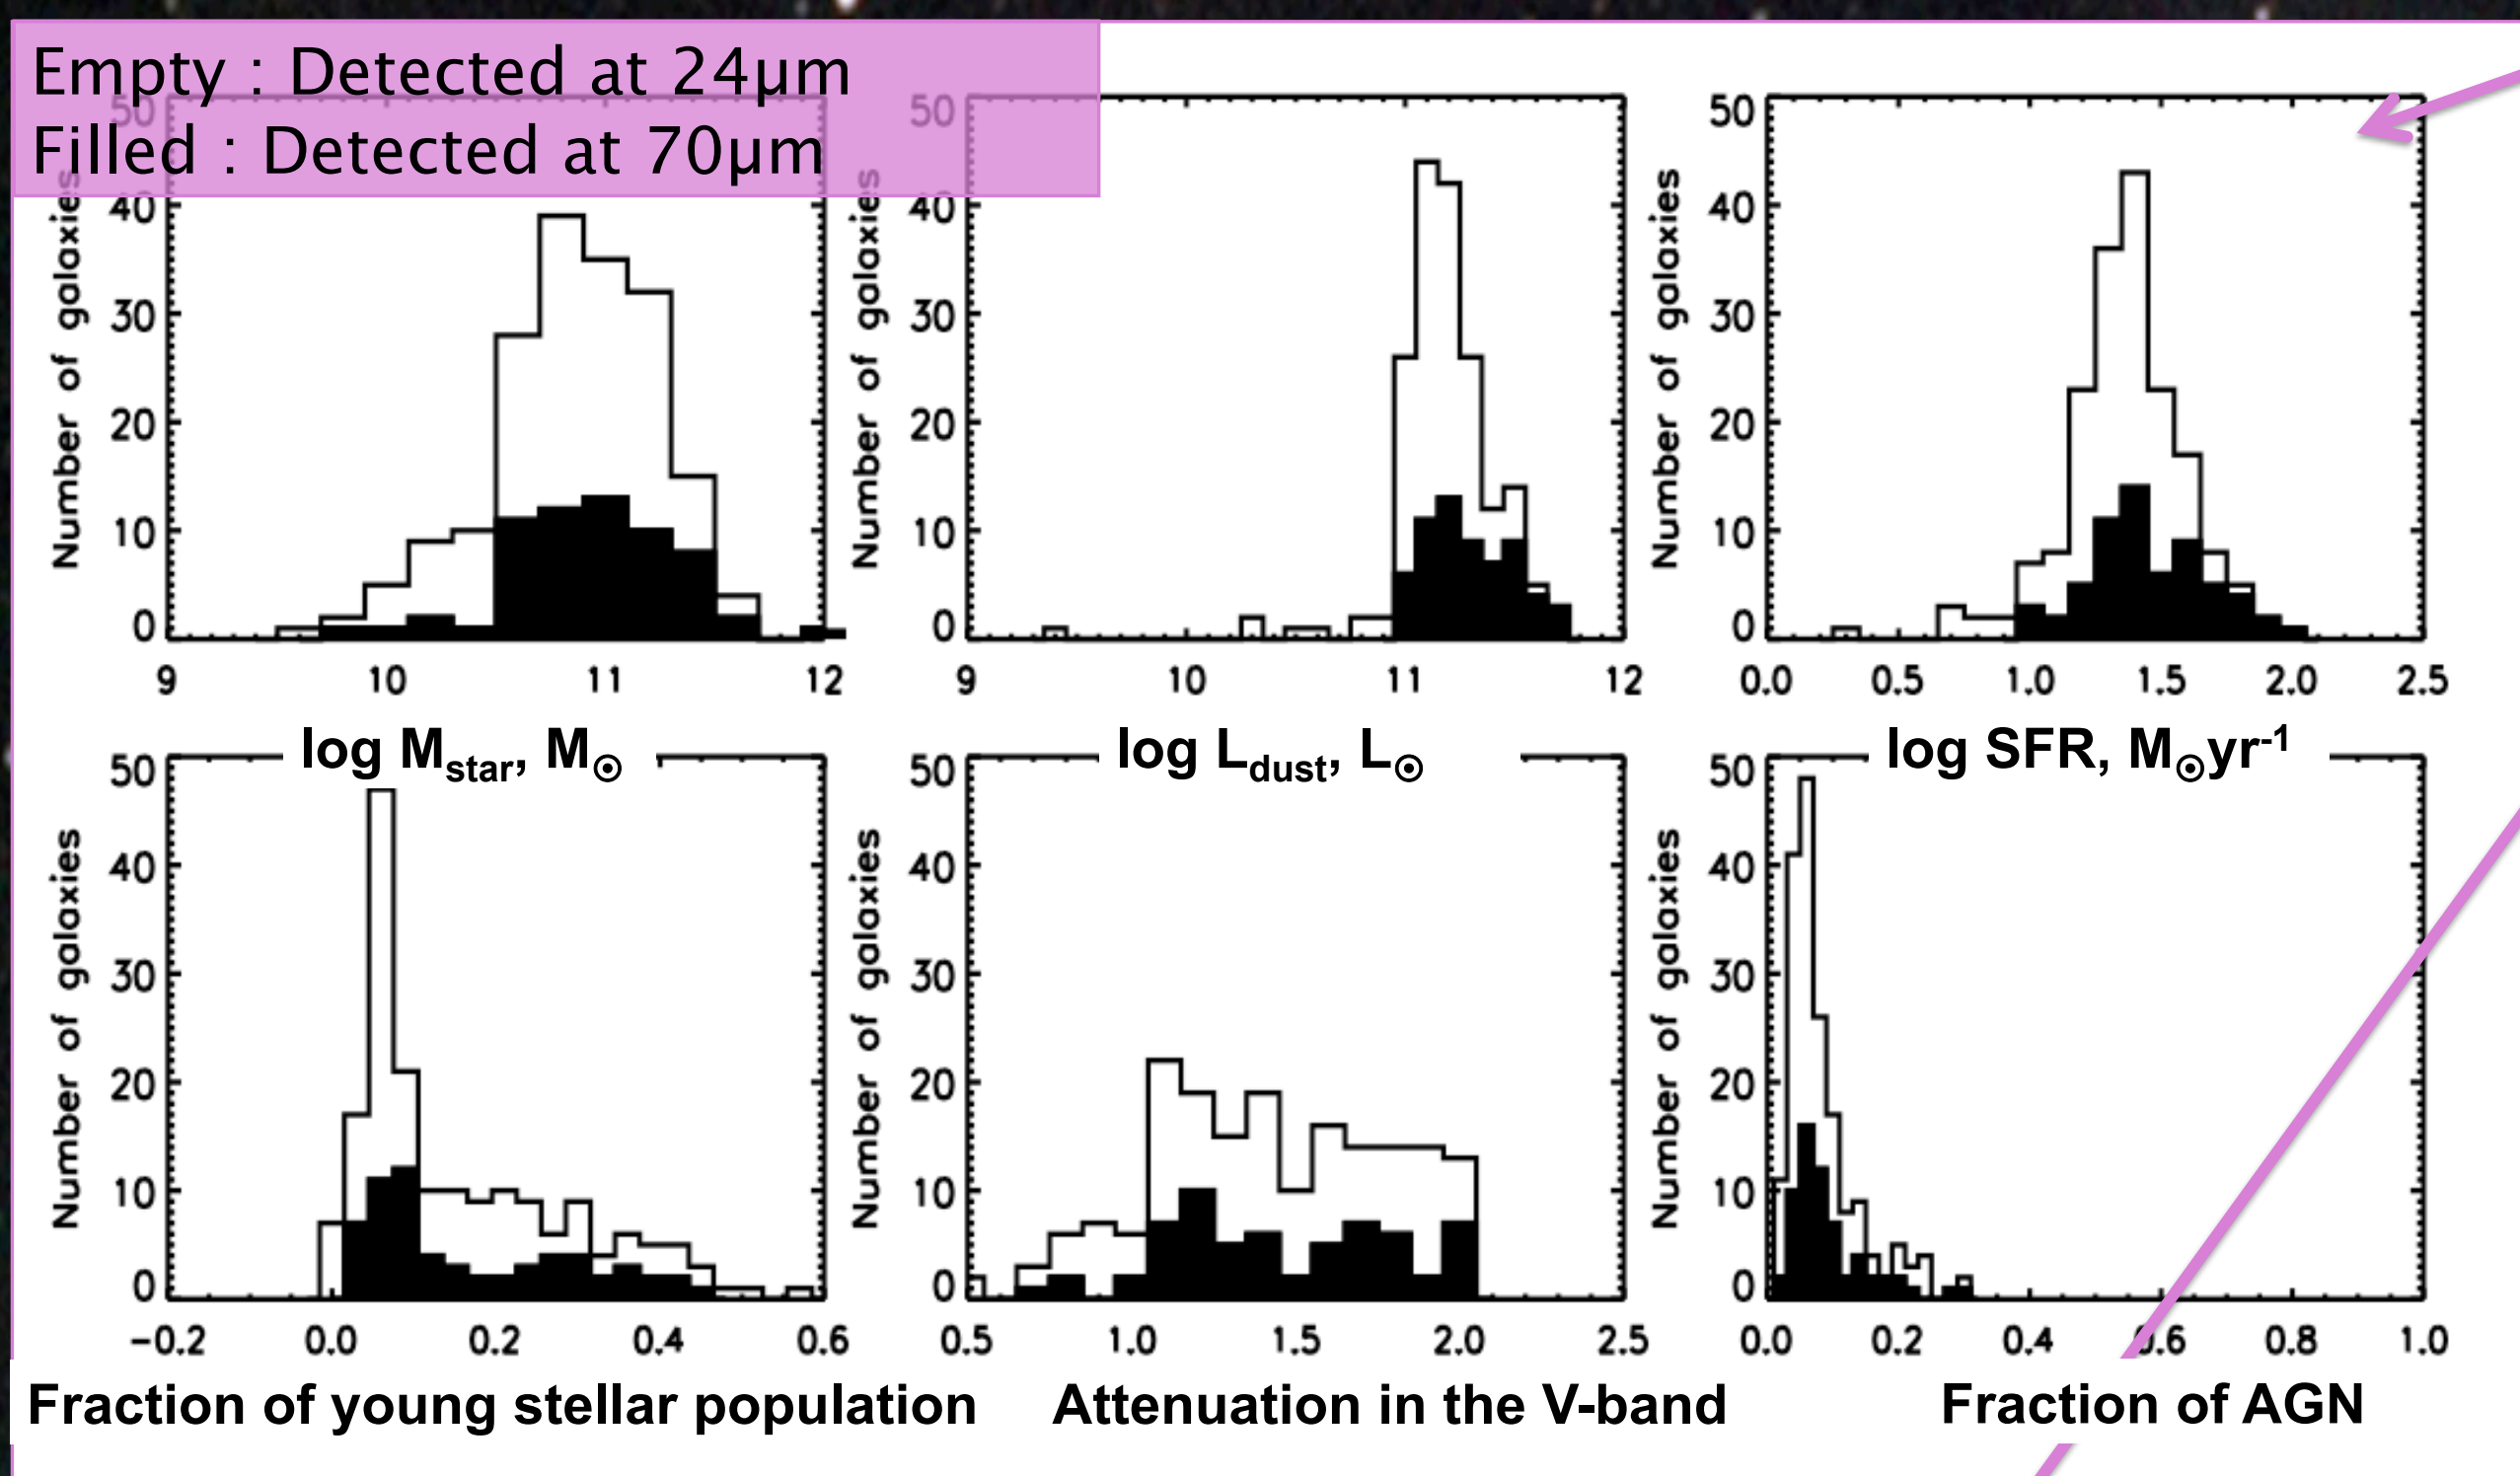 Empty : Detected at 24μm
Filled : Detected at 70μm
50
40
30
20
10
0
Number of galaxies
9 10 11 12
log Mstar, M⊙
50
40
30
20
10
0
Number of galaxies
9 10 11 12
log Ldust, L⊙
50
40
30
20
10
0
Number of galaxies
0.0 0.5 1.0 1.5 2.0 2.5
log SFR, M⊙yr-1
50
40
30
20
10
0
Number of galaxies
−0.2 0.0 0.2 0.4 0.6
Fraction of young stellar population
50
40
30
20
10
0
Number of galaxies
0.5 1.0 1.5 2.0 2.5
Attenuation in the V-band
50
40
30
20
10
0
Number of galaxies
0.0 0.2 0.4 0.6 0.8 1.0
Fraction of AGN